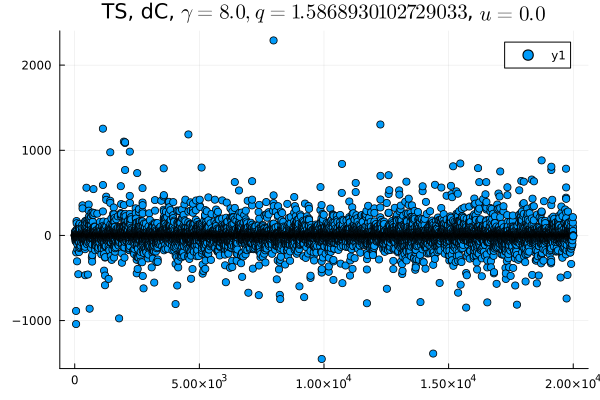 TS, dC, γ = 8.0, q = 1.5868930102729033, u = 0.0
y1
2000
1000
0
−1000
0 5.00×10³ 1.00×10⁴ 1.50×10⁴ 2.00×10⁴